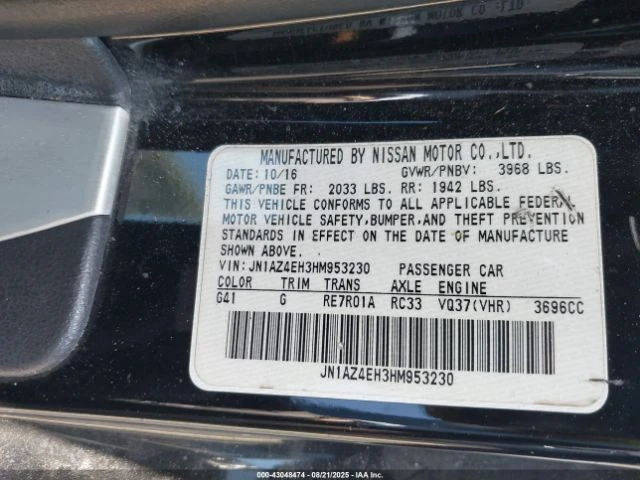 MANUFACTURED BY NISSAN MOTOR CO.,LTD.
DATE: 10/16 GVWR/PNBV: 3968 LBS.
GAWR/PNBE FR: 2033 LBS. RR: 1942 LBS.
THIS VEHICLE CONFORMS TO ALL APPLICABLE FEDERAL
MOTOR VEHICLE SAFETY,BUMPER,AND THEFT PREVENTION
STANDARDS IN EFFECT ON THE DATE OF MANUFACTURE
SHOWN ABOVE.
VIN: JN1AZ4EH3HM953230 PASSENGER CAR
COLOR TRIM TRANS AXLE ENGINE
G41 G RE7R01A RC33 VQ37(VHR) 3696CC
JN1AZ4EH3HM953230
000-43048474 - 08/21/2025 - IAA Inc.